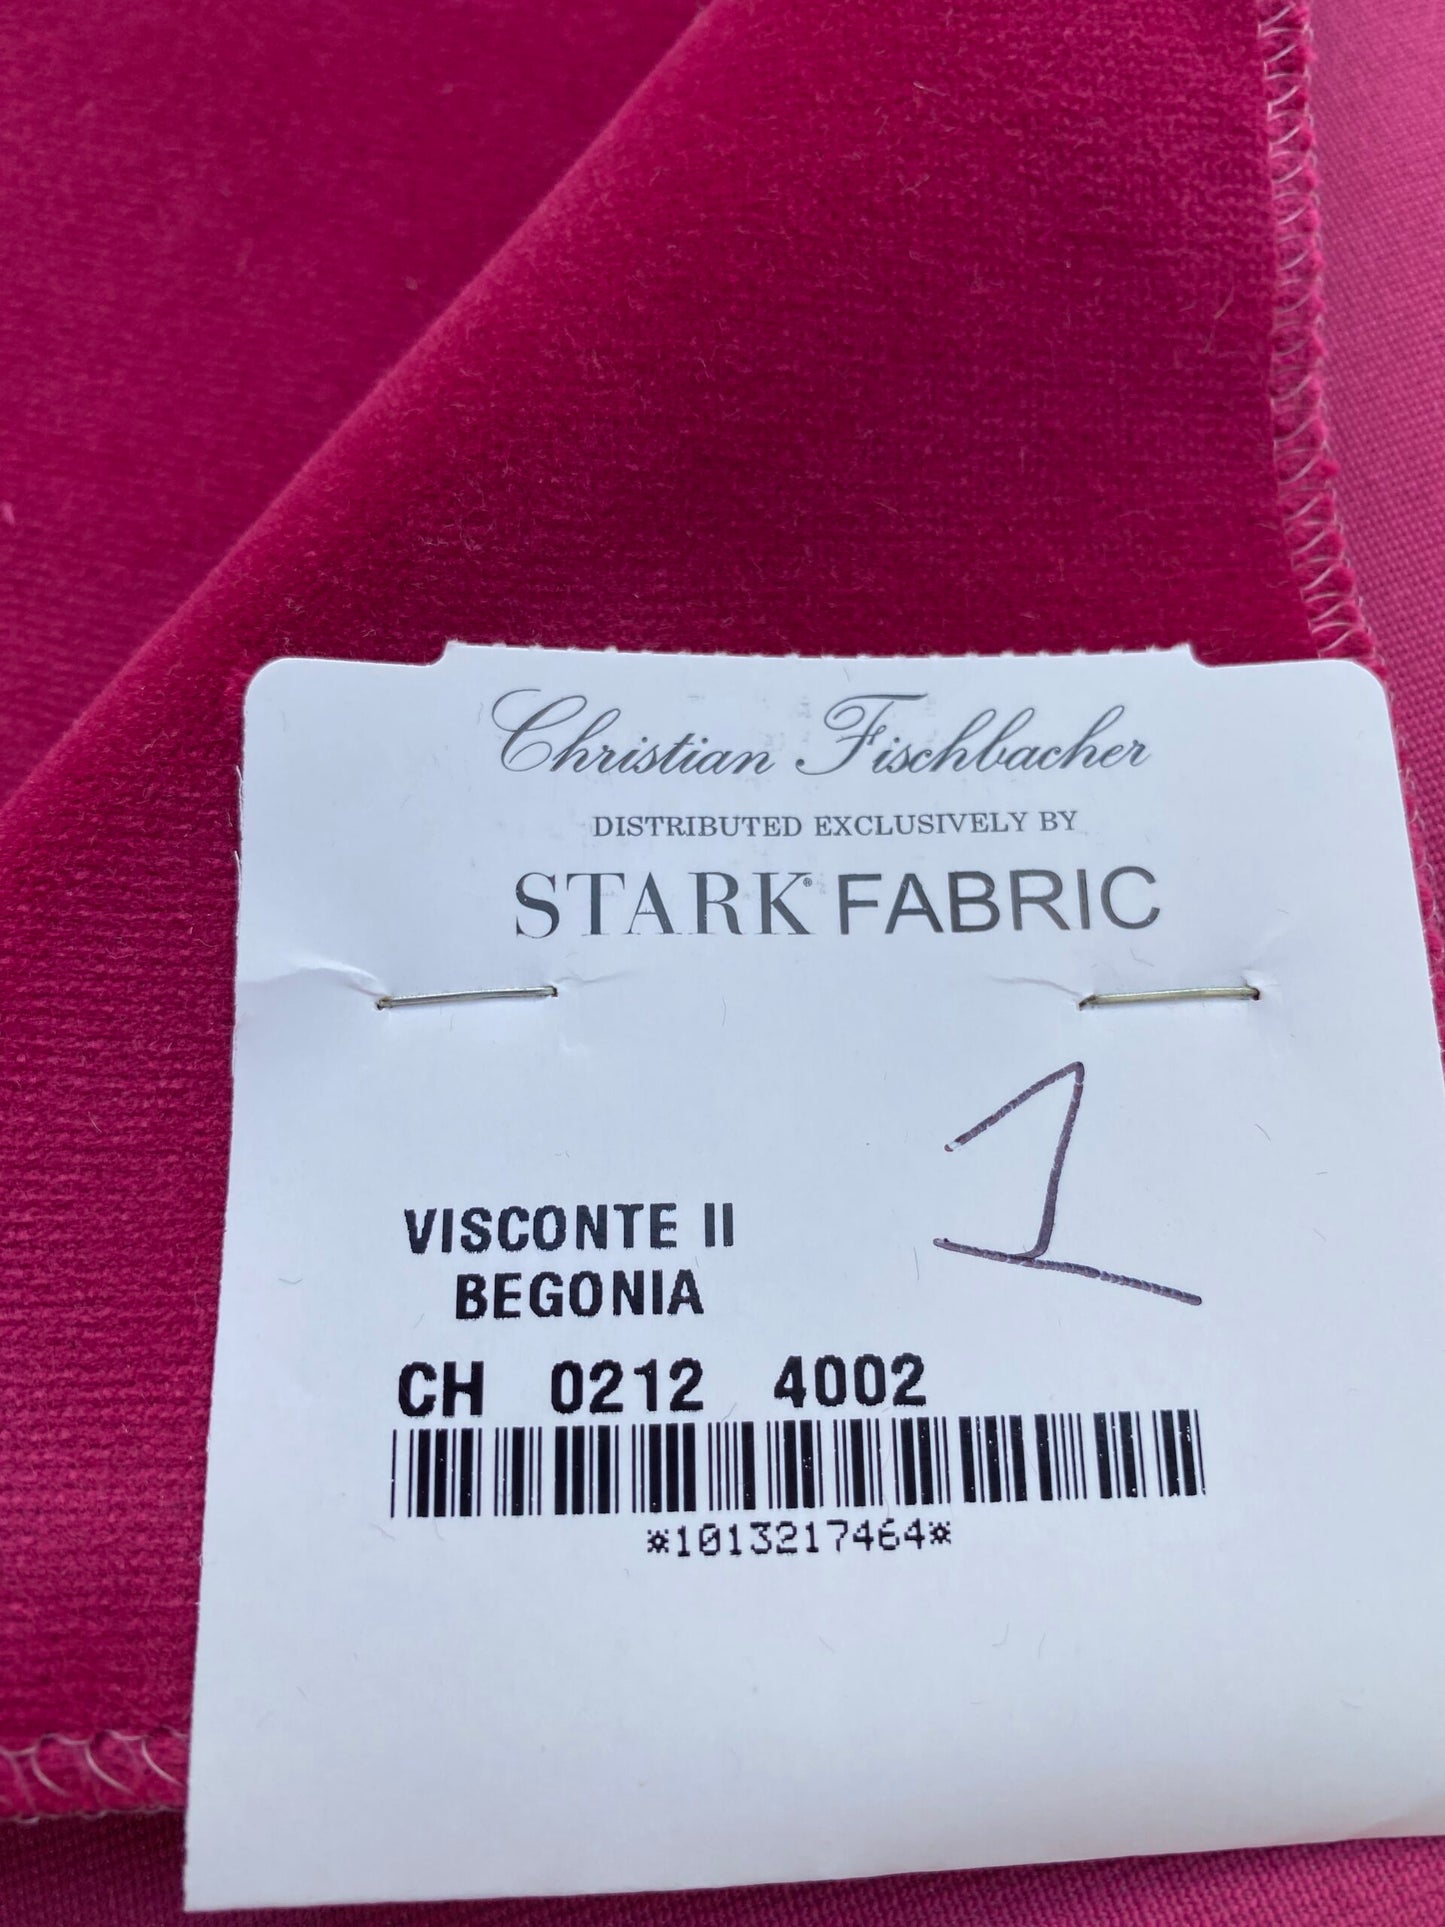 Christian Fischbacher
DISTRIBUTED EXCLUSIVELY BY
STARK® FABRIC
1
VISCONTE II
BEGONIA
CH 0212 4002
*1013217464*